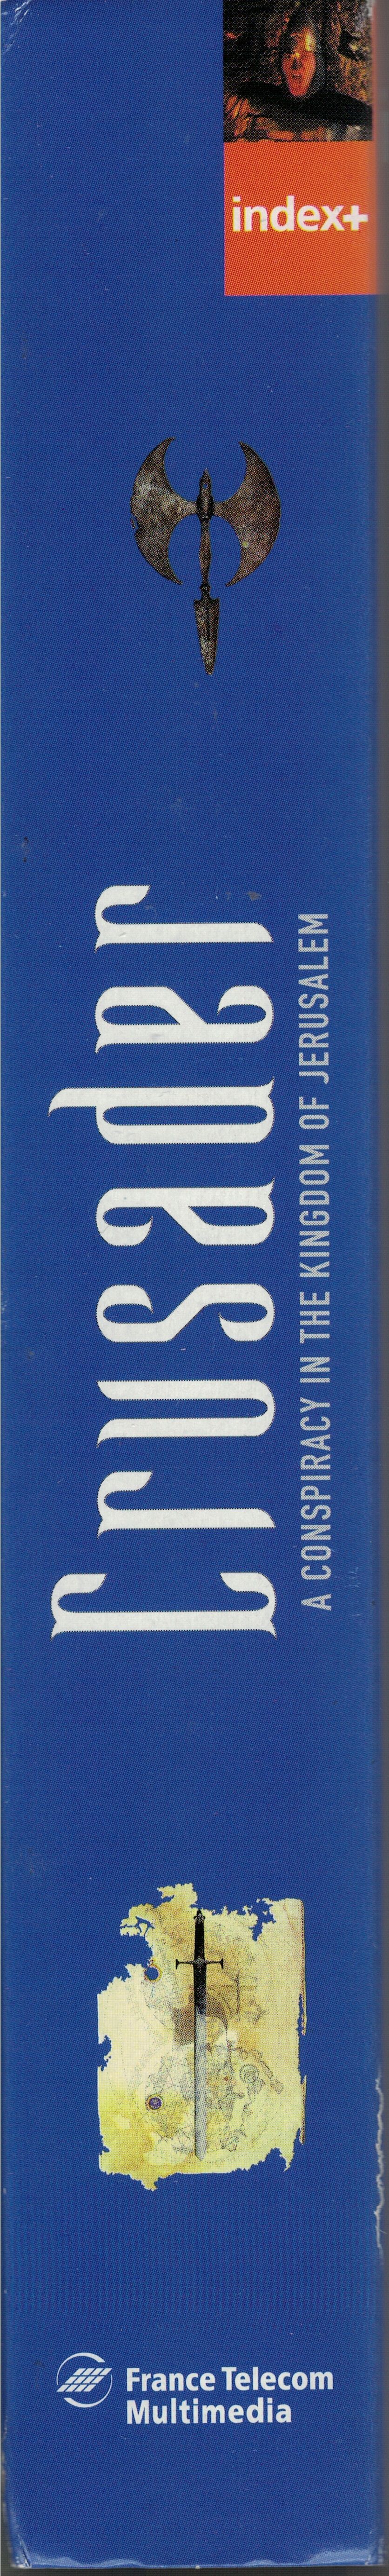 index+
Crusader
A CONSPIRACY IN THE KINGDOM OF JERUSALEM
France Telecom
Multimedia